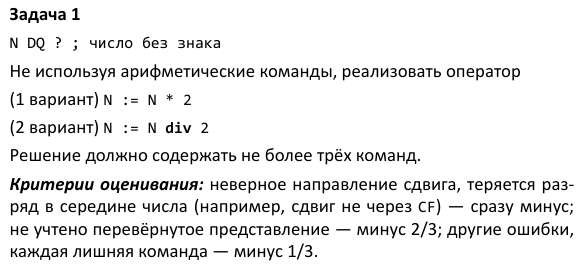 Задача 1
N DQ ? ; число без знака
Не используя арифметические команды, реализовать оператор
(1 вариант) N := N * 2
(2 вариант) N := N div 2
Решение должно содержать не более трёх команд.
Критерии оценивания: неверное направление сдвига, теряется раз-
ряд в середине числа (например, сдвиг не через CF) — сразу минус;
не учтено перевёрнутое представление — минус 2/3; другие ошибки,
каждая лишняя команда — минус 1/3.